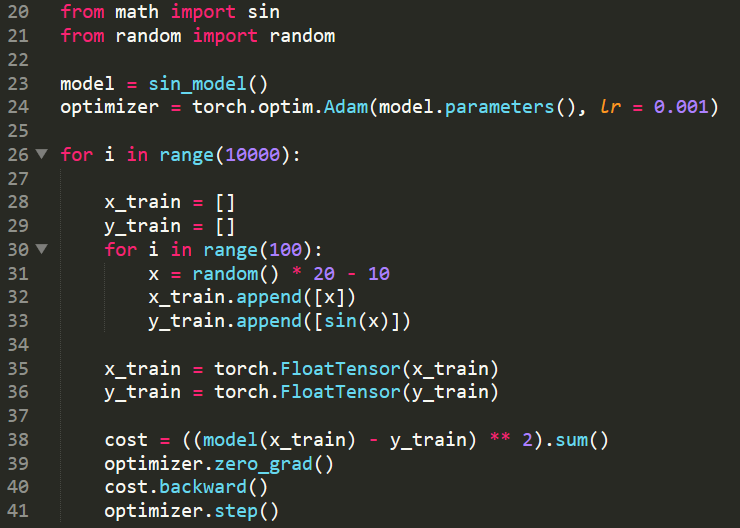 20 from math import sin
21 from random import random
22
23 model = sin_model()
24 optimizer = torch.optim.Adam(model.parameters(), lr = 0.001)
25
26 for i in range(10000):
27
28     x_train = []
29     y_train = []
30     for i in range(100):
31         x = random() * 20 - 10
32         x_train.append([x])
33         y_train.append([sin(x)])
34
35     x_train = torch.FloatTensor(x_train)
36     y_train = torch.FloatTensor(y_train)
37
38     cost = ((model(x_train) - y_train) ** 2).sum()
39     optimizer.zero_grad()
40     cost.backward()
41     optimizer.step()